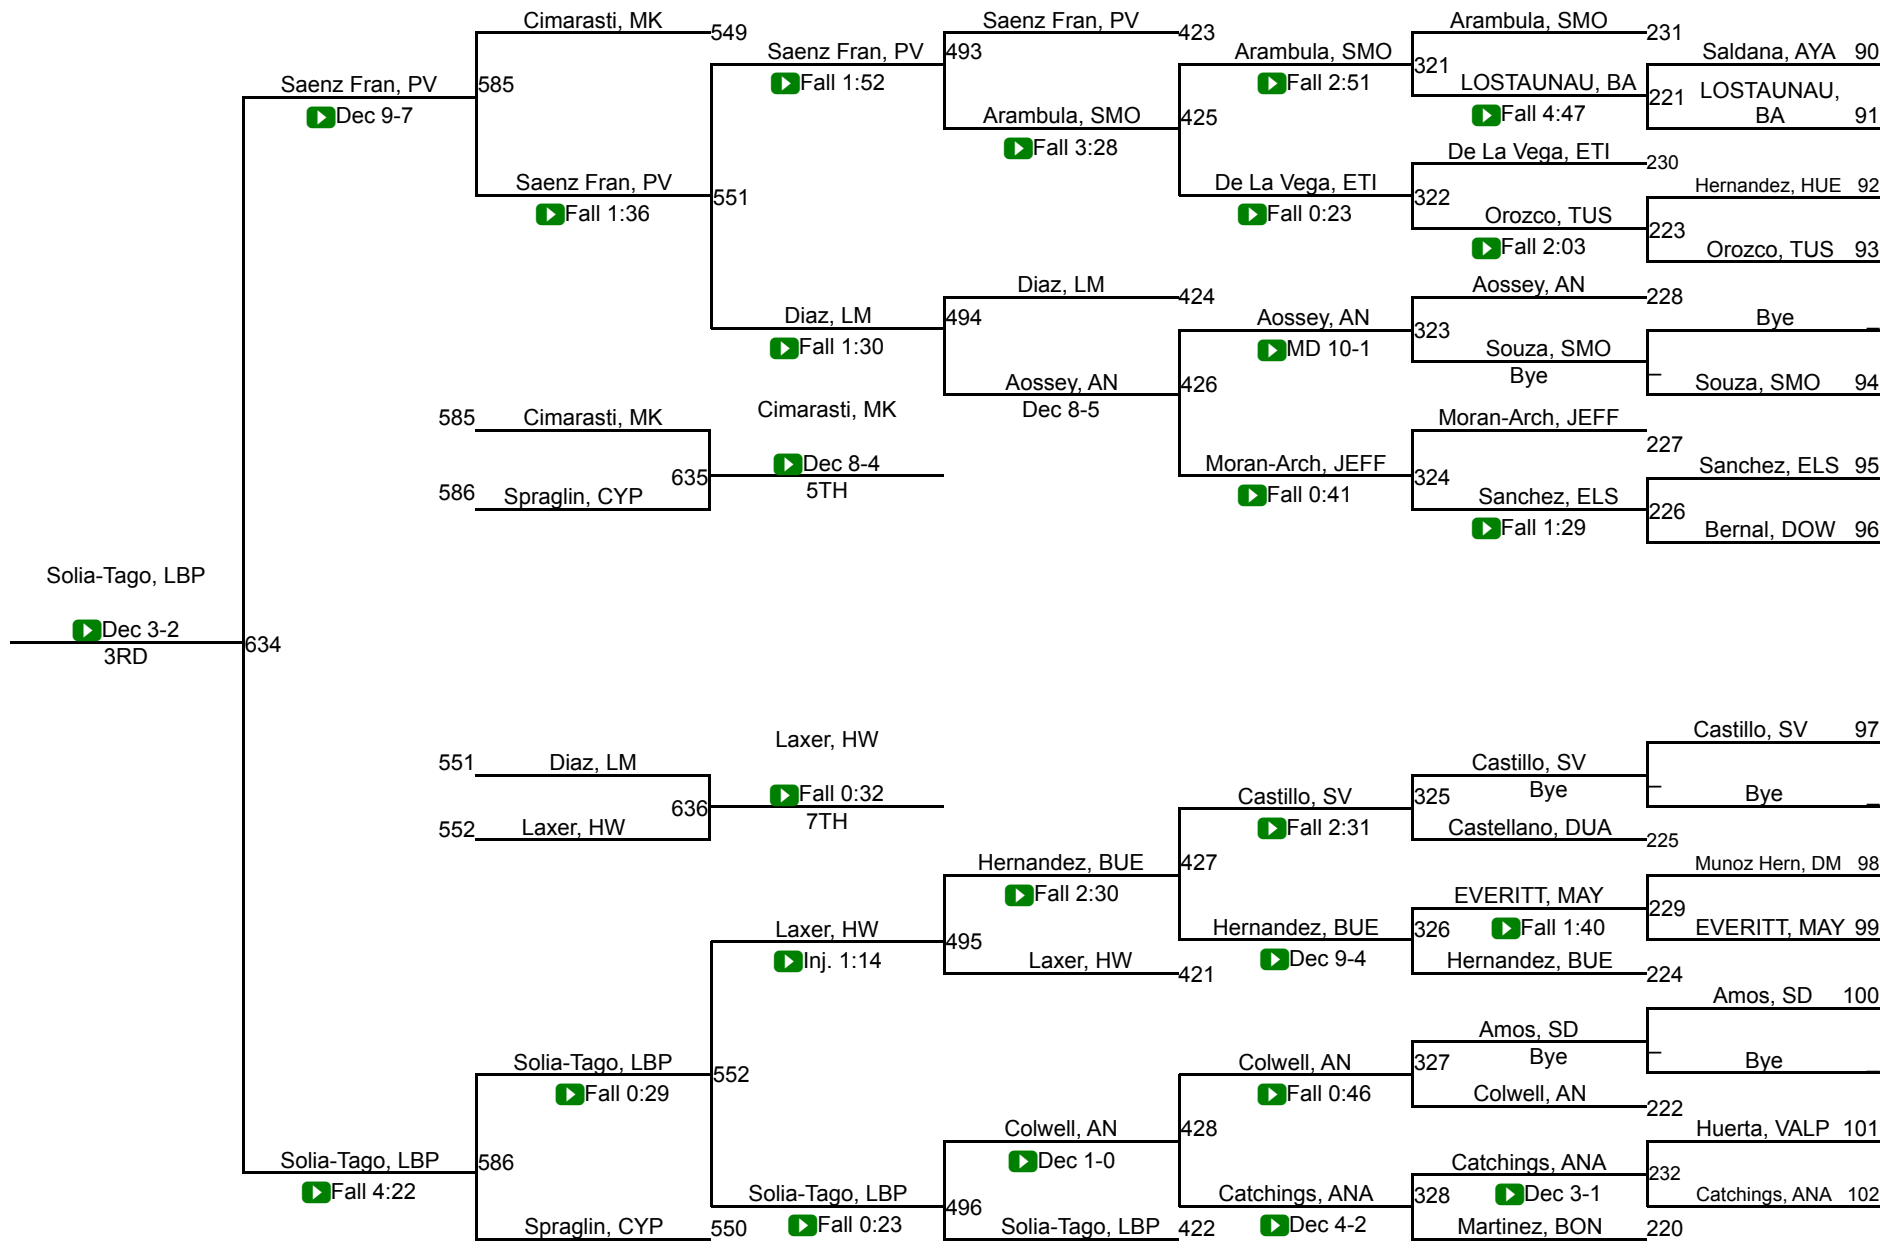 Cimarasti, MK
549
Saenz Fran, PV
423
Arambula, SMO
231
Saenz Fran, PV
Fall 1:52
493
Arambula, SMO
Fall 2:51
321
Saldana, AYA 90
Saenz Fran, PV
Dec 9-7
585
LOSTAUNAU, BA
Fall 4:47
221
LOSTAUNAU,
BA 91
Arambula, SMO
Fall 3:28
425
De La Vega, ETI
230
Saenz Fran, PV
Fall 1:36
551
De La Vega, ETI
Fall 0:23
322
Hernandez, HUE 92
Orozco, TUS
Fall 2:03
223
Orozco, TUS 93
Diaz, LM
424
Aossey, AN
228
Diaz, LM
Fall 1:30
494
Aossey, AN
MD 10-1
323
Bye _
Souza, SMO
Bye
_
Souza, SMO 94
Aossey, AN
Dec 8-5
426
585
Cimarasti, MK
Cimarasti, MK
Moran-Arch, JEFF
227
635
Dec 8-4
5TH
Moran-Arch, JEFF
Fall 0:41
324
Sanchez, ELS 95
586
Spraglin, CYP
Sanchez, ELS
Fall 1:29
226
Bernal, DOW 96
Solia-Tago, LBP
Dec 3-2
3RD
634
Laxer, HW
Castillo, SV 97
551
Diaz, LM
Castillo, SV
Bye
_
Bye _
636
Fall 0:32
7TH
Castillo, SV
Fall 2:31
325
552
Laxer, HW
Castellano, DUA
225
Hernandez, BUE
Fall 2:30
427
Munoz Hern, DM 98
EVERITT, MAY
Fall 1:40
229
Laxer, HW
Inj. 1:14
495
Hernandez, BUE
Dec 9-4
326
EVERITT, MAY 99
Laxer, HW
421
Hernandez, BUE
224
Amos, SD 100
Amos, SD
Bye
_
Bye _
Solia-Tago, LBP
Fall 0:29
552
Colwell, AN
Fall 0:46
327
Colwell, AN
222
Colwell, AN
Dec 1-0
428
Huerta, VALP 101
Solia-Tago, LBP
Fall 4:22
586
Catchings, ANA
Dec 3-1
232
Solia-Tago, LBP
Fall 0:23
496
Catchings, ANA
Dec 4-2
328
Catchings, ANA 102
Spraglin, CYP
550
Solia-Tago, LBP
422
Martinez, BON
220